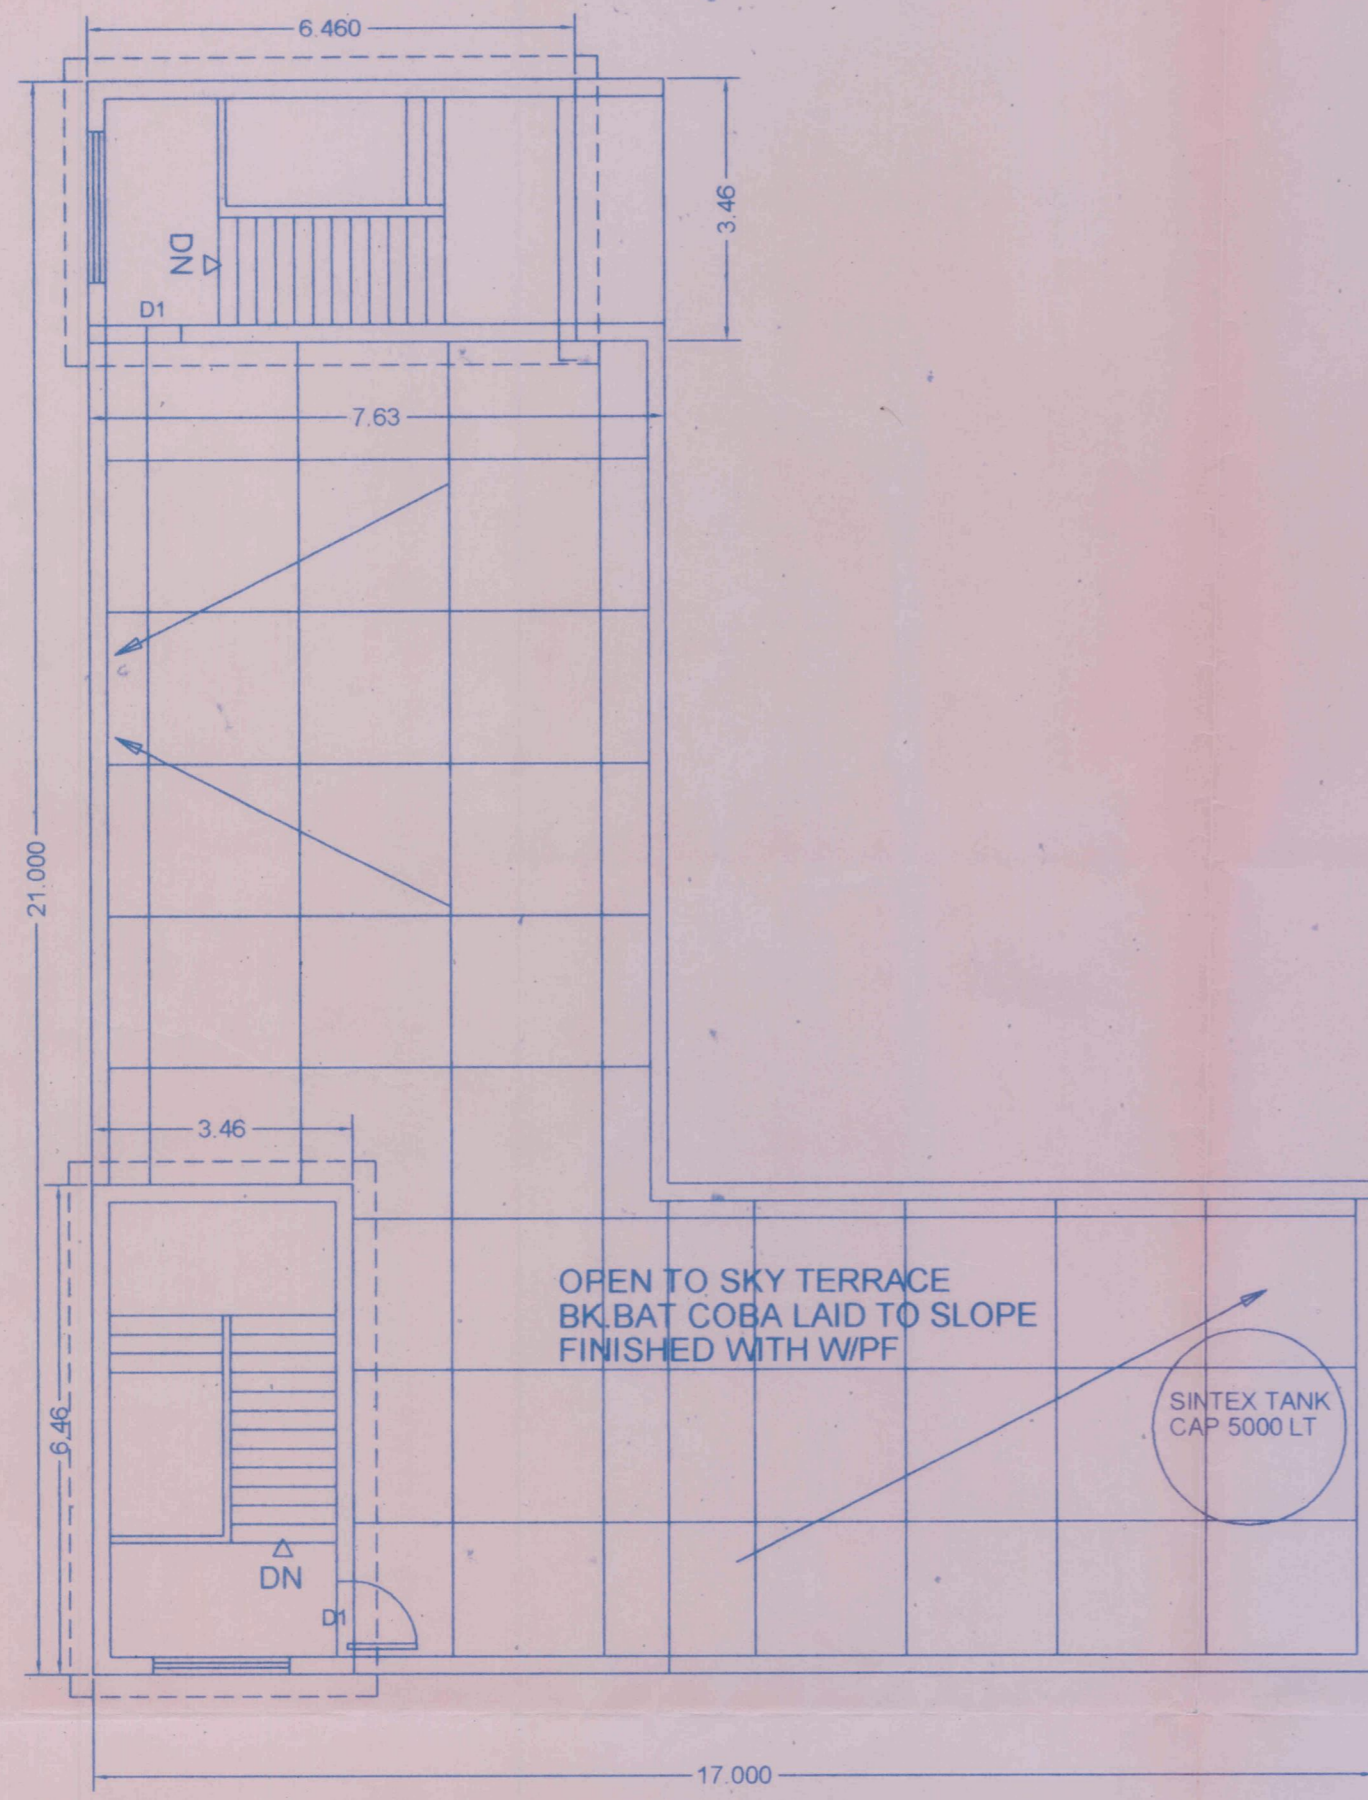 6.460
3.46
DN
D1
7.63
21.000
3.46
OPEN TO SKY TERRACE
BK.BAT COBA LAID TO SLOPE
FINISHED WITH W/PF
SINTEX TANK
CAP 5000 LT
6.46
DN
D1
17.000